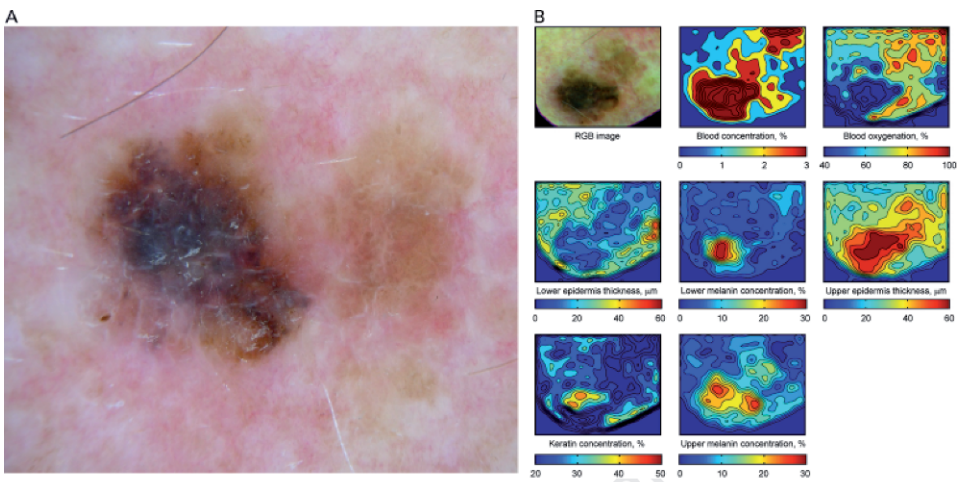 A
B
RGB image
Blood concentration, %
0 1 2 3
Blood oxygenation, %
40 60 80 100
Lower epidermis thickness, μm
0 20 40 60
Lower melanin concentration, %
0 10 20 30
Upper epidermis thickness, μm
0 20 40 60
Keratin concentration, %
20 30 40 50
Upper melanin concentration, %
0 10 20 30